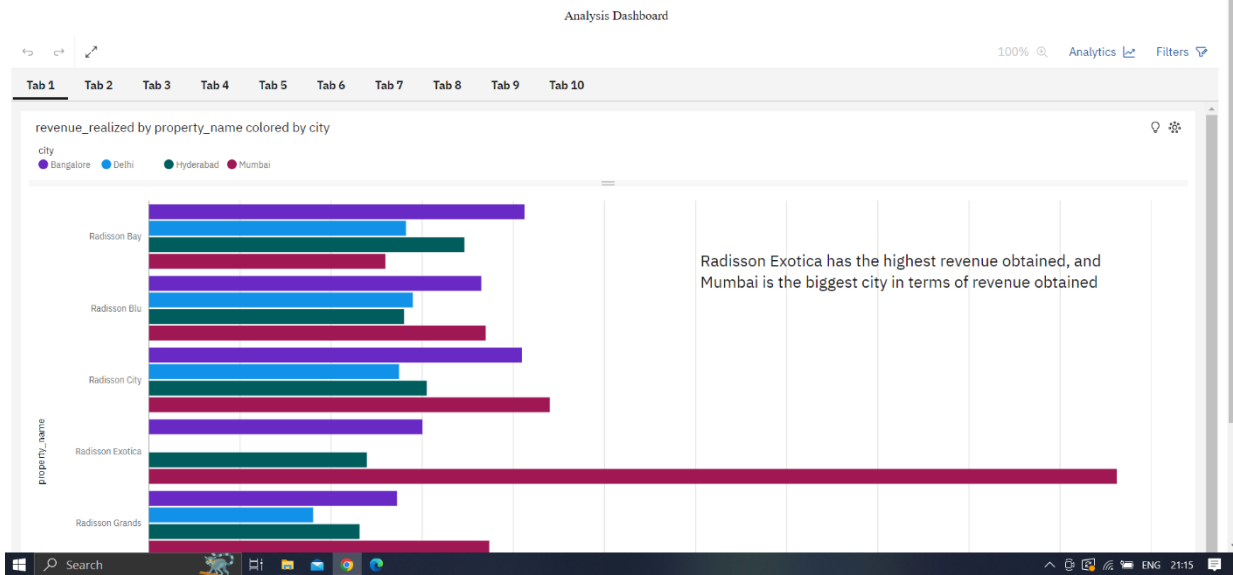 Analysis Dashboard
100% Analytics Filters
Tab 1 Tab 2 Tab 3 Tab 4 Tab 5 Tab 6 Tab 7 Tab 8 Tab 9 Tab 10
revenue_realized by property_name colored by city
city
Bangalore Delhi Hyderabad Mumbai
Radisson Bay
Radisson Exotica has the highest revenue obtained, and
Mumbai is the biggest city in terms of revenue obtained
Radisson Blu
Radisson City
property_name
Radisson Exotica
Radisson Grands
Search
ENG 21:15